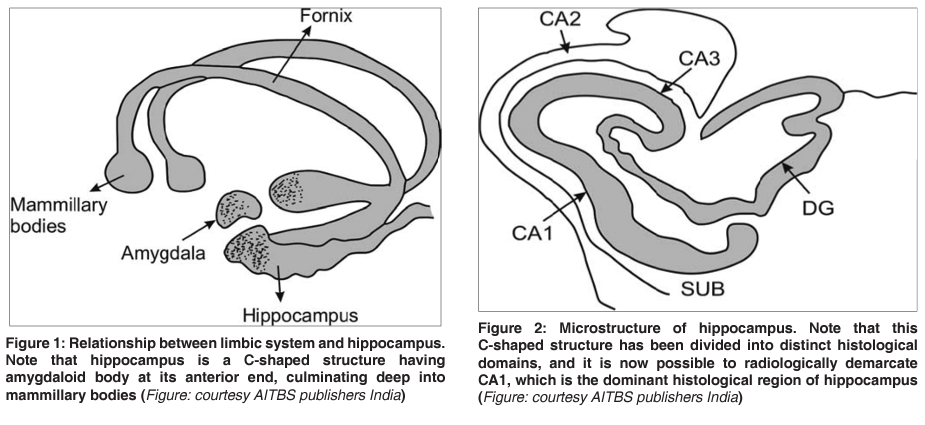 Fornix
Mammillary
bodies
Amygdala
Hippocampus
Figure 1: Relationship between limbic system and hippocampus.
Note that hippocampus is a C-shaped structure having
amygdaloid body at its anterior end, culminating deep into
mammillary bodies (Figure: courtesy AITBS publishers India)
CA2
CA3
CA1
DG
SUB
Figure 2: Microstructure of hippocampus. Note that this
C-shaped structure has been divided into distinct histological
domains, and it is now possible to radiologically demarcate
CA1, which is the dominant histological region of hippocampus
(Figure: courtesy AITBS publishers India)